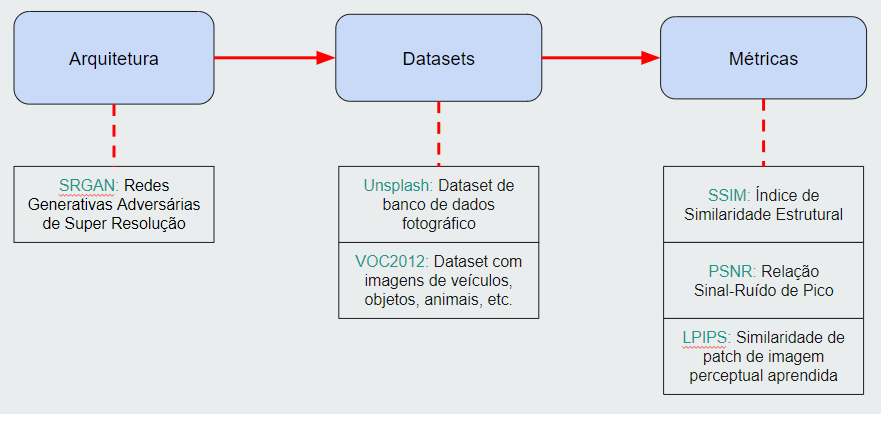 Arquitetura
Datasets
Métricas
SRGAN: Redes
Generativas Adversárias
de Super Resolução
Unsplash: Dataset de
banco de dados
fotográfico
VOC2012: Dataset com
imagens de veículos,
objetos, animais, etc.
SSIM: Índice de
Similaridade Estrutural
PSNR: Relação
Sinal-Ruído de Pico
LPIPS: Similaridade de
patch de imagem
perceptual aprendida